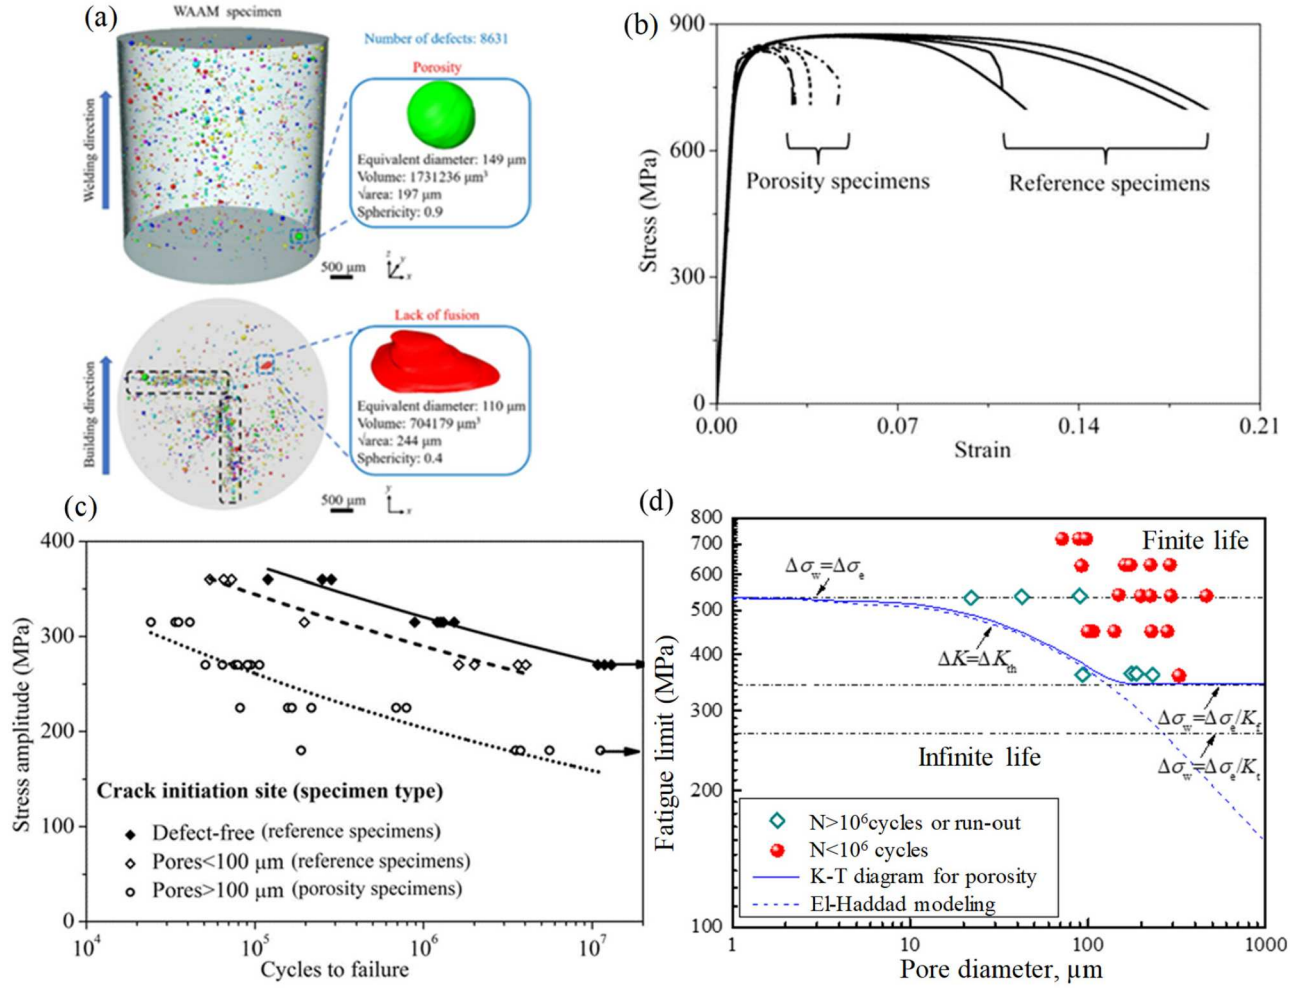 (a)
WAAM specimen
Number of defects: 8631
Porosity
Equivalent diameter: 149 μm
Volume: 1731236 μm³
√area: 197 μm
Sphericity: 0.9
Welding direction
500 μm
z
y
x
Lack of fusion
Equivalent diameter: 110 μm
Volume: 704179 μm³
√area: 244 μm
Sphericity: 0.4
Building direction
500 μm
y
x
(b)
900
600
300
0
Stress (MPa)
Porosity specimens
Reference specimens
0.00
0.07
0.14
0.21
Strain
(c)
400
300
200
100
0
Stress amplitude (MPa)
Crack initiation site (specimen type)
Defect-free (reference specimens)
Pores<100 μm (reference specimens)
Pores>100 μm (porosity specimens)
10⁴
10⁵
10⁶
10⁷
Cycles to failure
(d)
800
700
600
500
400
300
200
100
Fatigue limit (MPa)
Finite life
Δσw=Δσe
ΔK=ΔKth
Δσw=Δσe/Kf
Δσw=Δσe/Kt
Infinite life
N>10⁶cycles or run-out
N<10⁶ cycles
K-T diagram for porosity
El-Haddad modeling
1
10
100
1000
Pore diameter, μm